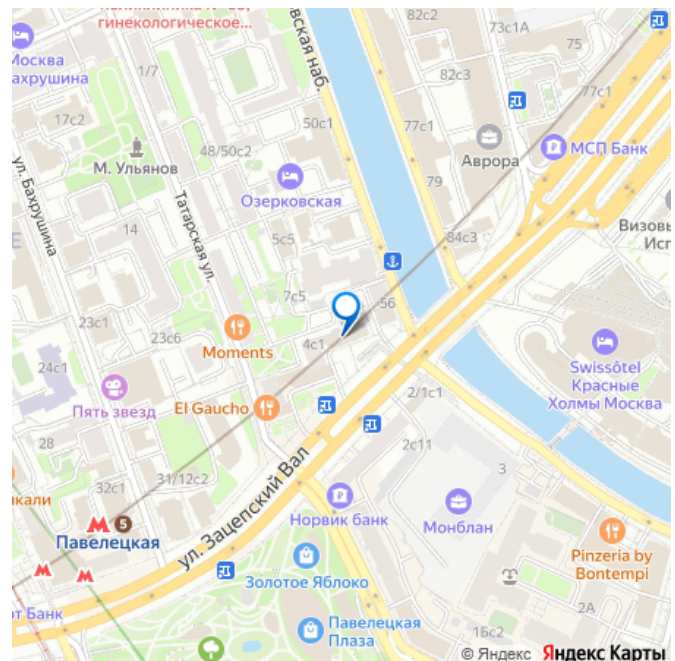 гинекологическое...
Москва
17с2
1/7
М. Ульянов
48/50с2
50с1
Озерковская
ул. Бахрушина
14
Татарская ул.
5с5
7с5
23с1
23с6
24с1
Moments
4с1
56
Пять звезд
El Gaucho
28
32с1
31/12с2
5
Павелецкая
ул. Зацепский Вал
73с1А
75
82с3
77с1
77с1
Аврора
МСП Банк
79
84с3
Swissôtel
Красные
Холмы Москва
2/1с1
2с11
3
Норвик банк
Монблан
Золотое Яблоко
Павелецкая
Плаза
Pinzeria by
Bontempi
2А
1Бс2
© Яндекс Яндекс Карты